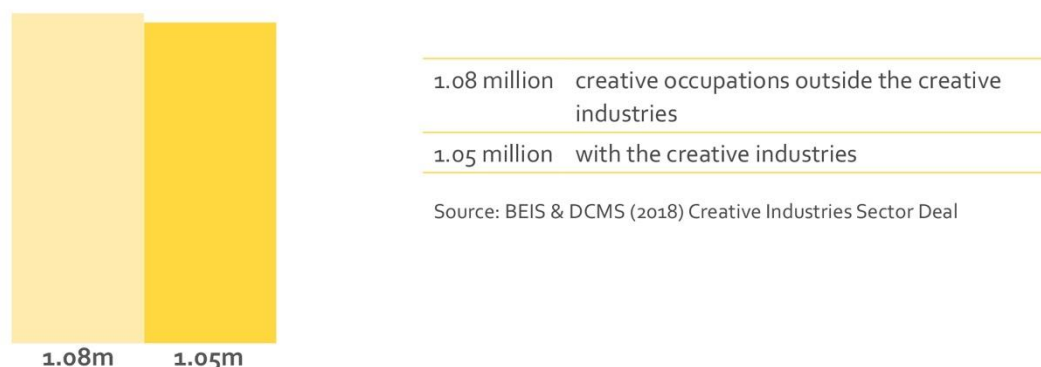 1.08 million creative occupations outside the creative
industries
1.05 million with the creative industries
Source: BEIS & DCMS (2018) Creative Industries Sector Deal
1.08m 1.05m